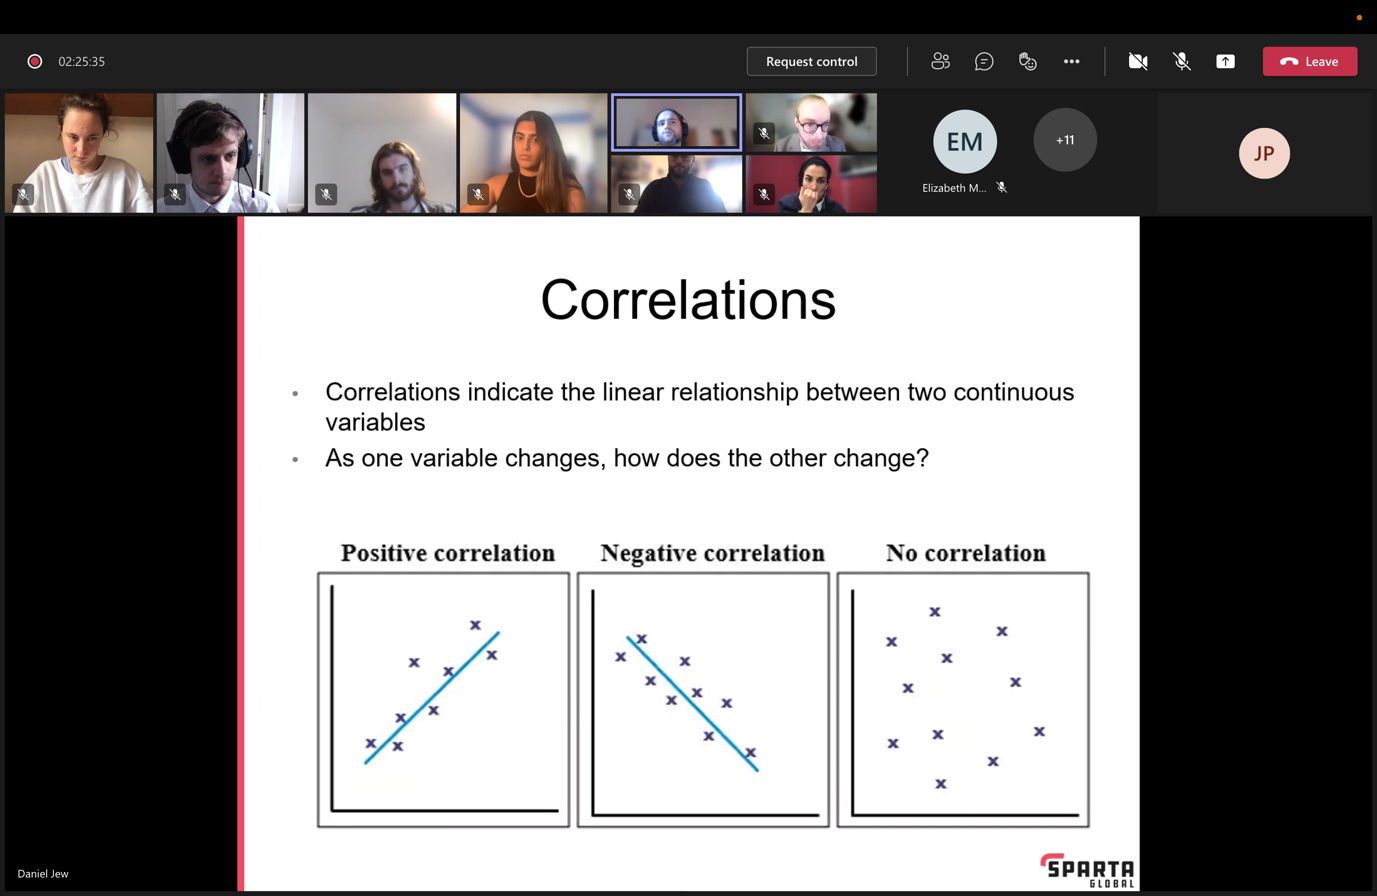 02:25:35
Request control
Leave
EM
+11
JP
Elizabeth M...
Correlations
Correlations indicate the linear relationship between two continuous
variables
As one variable changes, how does the other change?
Positive correlation
Negative correlation
No correlation
Daniel Jew
SPARTA
GLOBAL